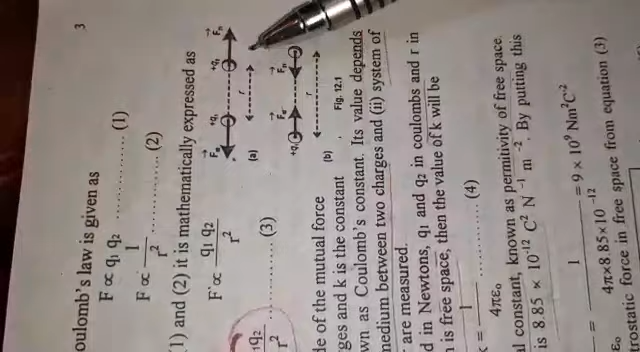 3
oulomb's law is given as
F ∝ q₁ q₂ ............ (1)
F ∝ 1/r² ............ (2)
1) and (2) it is mathematically expressed as
F ∝ q₁ q₂ / r²
q₂ / r² ............ (3)
(a)
r
(b)
r
Fig. 12.1
de of the mutual force
ges and k is the constant
wn as Coulomb's constant. Its value depends
medium between two charges and (ii) system of
are measured.
d in Newtons, q₁ and q₂ in coulombs and r in
is free space, then the value of k will be
= 1 / 4πε₀ ............ (4)
al constant, known as permitivity of free space.
is 8.85 × 10⁻¹² C² N⁻¹ m⁻². By putting this
= 1 / 4π×8.85×10⁻¹² = 9 × 10⁹ Nm²C⁻²
rostatic force in free space from equation (3)